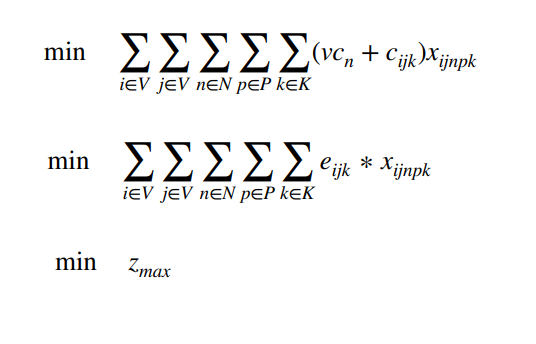 min ∑_{i∈V} ∑_{j∈V} ∑_{n∈N} ∑_{p∈P} ∑_{k∈K} (vc_n + c_{ijk})x_{ijnpk}
min ∑_{i∈V} ∑_{j∈V} ∑_{n∈N} ∑_{p∈P} ∑_{k∈K} e_{ijk} * x_{ijnpk}
min z_{max}